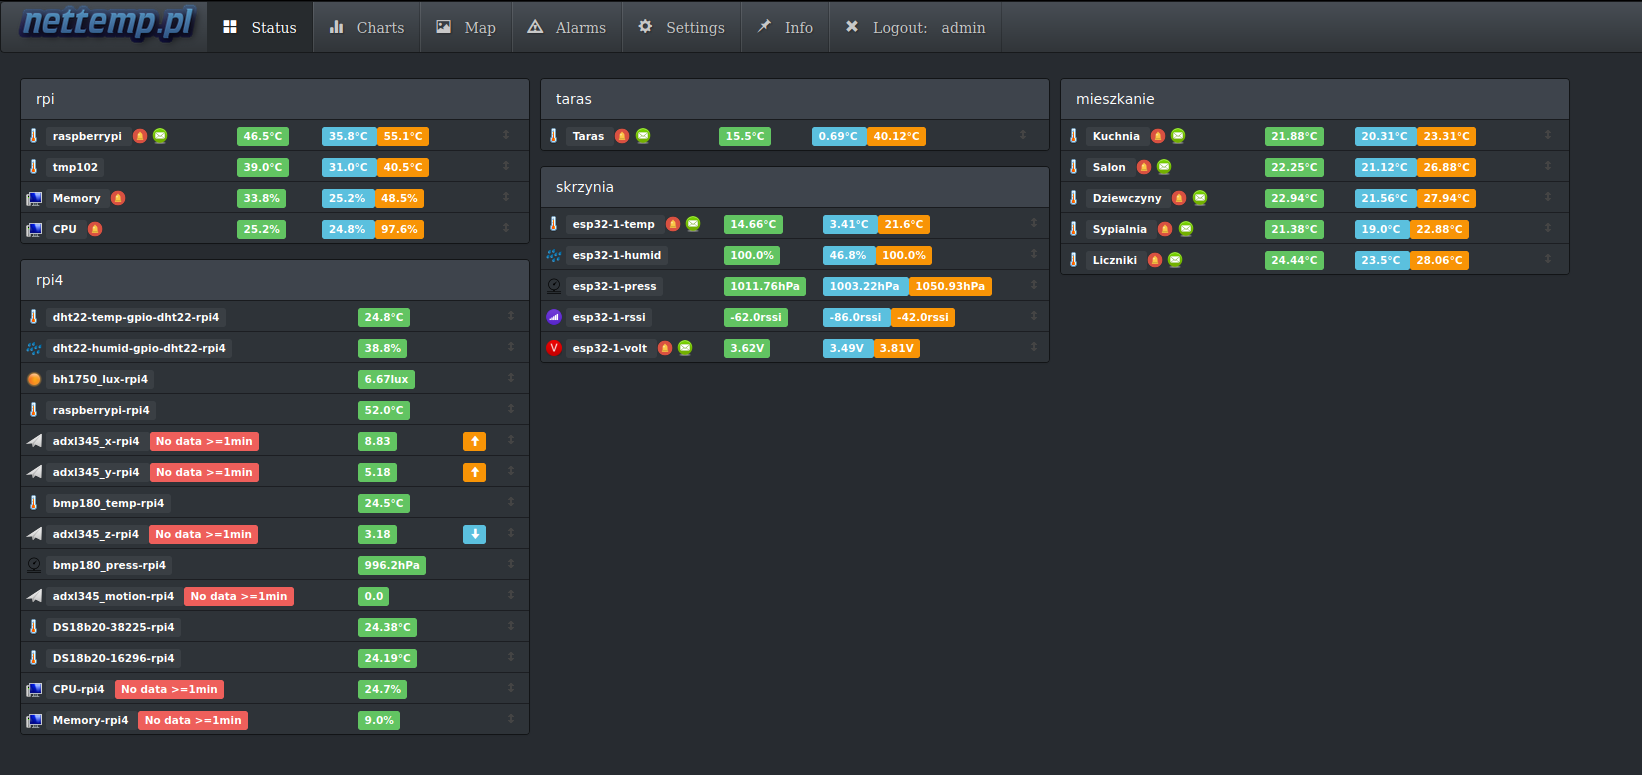 nettemp.pl Status Charts Map Alarms Settings Info Logout: admin
rpi
raspberrypi 46.5°C 35.8°C 55.1°C
tmp102 39.0°C 31.0°C 40.5°C
Memory 33.8% 25.2% 48.5%
CPU 25.2% 24.8% 97.6%
rpi4
dht22-temp-gpio-dht22-rpi4 24.8°C
dht22-humid-gpio-dht22-rpi4 38.8%
bh1750_lux-rpi4 6.67lux
raspberrypi-rpi4 52.0°C
adxl345_x-rpi4 No data >=1min 8.83
adxl345_y-rpi4 No data >=1min 5.18
bmp180_temp-rpi4 24.5°C
adxl345_z-rpi4 No data >=1min 3.18
bmp180_press-rpi4 996.2hPa
adxl345_motion-rpi4 No data >=1min 0.0
DS18b20-38225-rpi4 24.38°C
DS18b20-16296-rpi4 24.19°C
CPU-rpi4 No data >=1min 24.7%
Memory-rpi4 No data >=1min 9.0%
taras
Taras 15.5°C 0.69°C 40.12°C
skrzynia
esp32-1-temp 14.66°C 3.41°C 21.6°C
esp32-1-humid 100.0% 46.8% 100.0%
esp32-1-press 1011.76hPa 1003.22hPa 1050.93hPa
esp32-1-rssi -62.0rssi -86.0rssi -42.0rssi
V esp32-1-volt 3.62V 3.49V 3.81V
mieszkanie
Kuchnia 21.88°C 20.31°C 23.31°C
Salon 22.25°C 21.12°C 26.88°C
Dziewczyny 22.94°C 21.56°C 27.94°C
Sypialnia 21.38°C 19.0°C 22.88°C
Liczniki 24.44°C 23.5°C 28.06°C